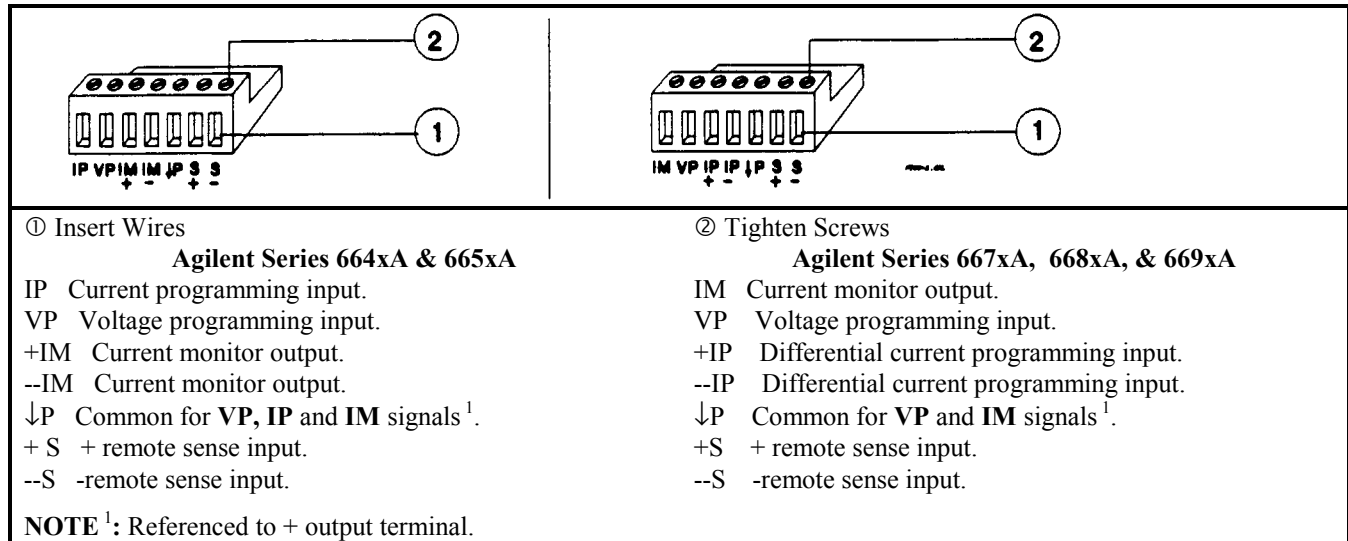 2
2
1
1
IP VP IM IM ↓P S S
+ - + -
IM VP IP IP ↓P S S
+ - + -
① Insert Wires
Agilent Series 664xA & 665xA
IP Current programming input.
VP Voltage programming input.
+IM Current monitor output.
--IM Current monitor output.
↓P Common for VP, IP and IM signals 1.
+ S + remote sense input.
--S -remote sense input.
NOTE 1: Referenced to + output terminal.
② Tighten Screws
Agilent Series 667xA, 668xA, & 669xA
IM Current monitor output.
VP Voltage programming input.
+IP Differential current programming input.
--IP Differential current programming input.
↓P Common for VP and IM signals 1.
+S + remote sense input.
--S -remote sense input.